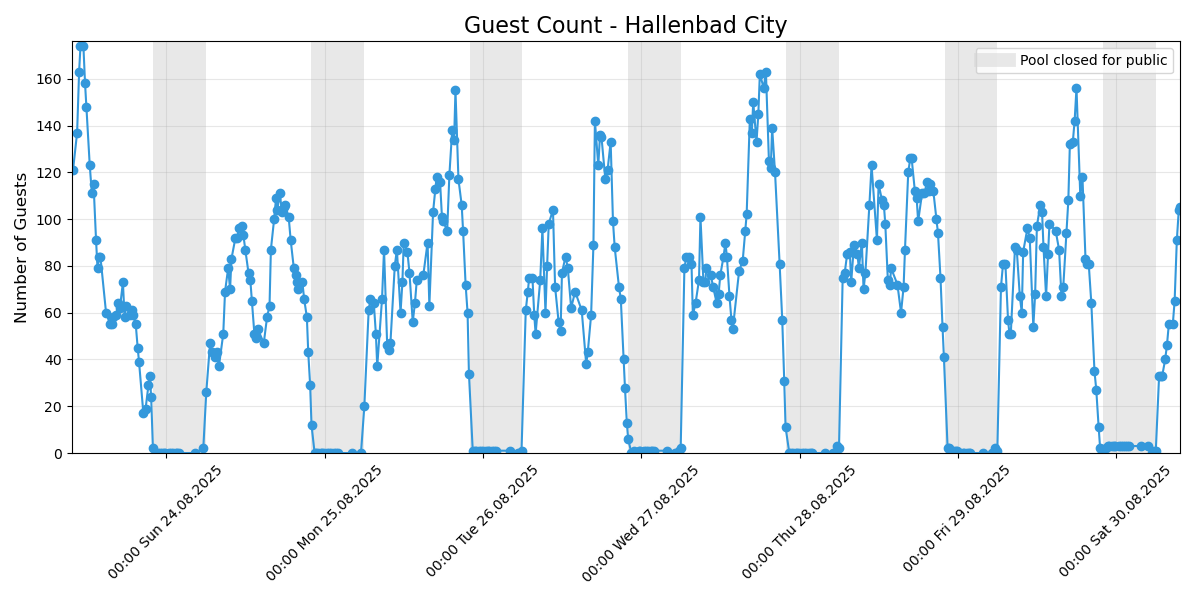 Guest Count - Hallenbad City
Pool closed for public
Number of Guests
160
140
120
100
80
60
40
20
0
00:00 Sun 24.08.2025
00:00 Mon 25.08.2025
00:00 Tue 26.08.2025
00:00 Wed 27.08.2025
00:00 Thu 28.08.2025
00:00 Fri 29.08.2025
00:00 Sat 30.08.2025